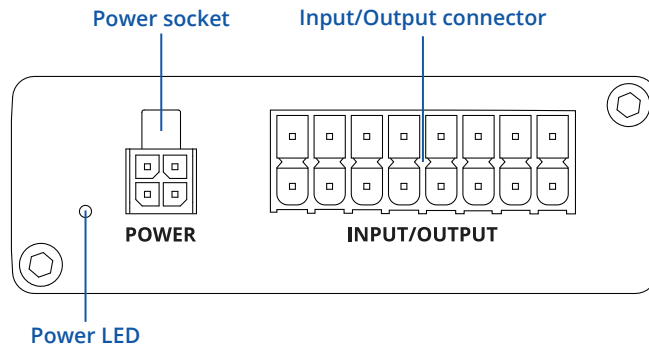 Power socket
Input/Output connector
POWER
INPUT/OUTPUT
Power LED